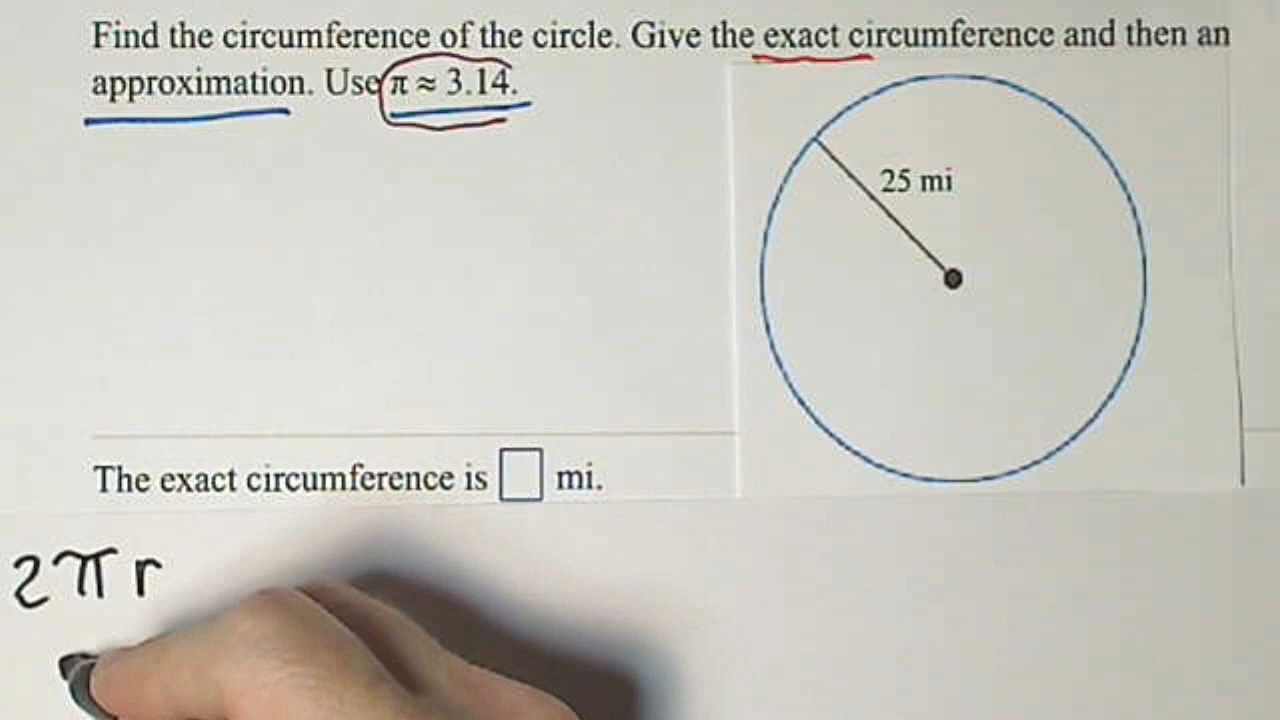 Find the circumference of the circle. Give the exact circumference and then an
approximation. Use π ≈ 3.14.
25 mi
The exact circumference is □ mi.
2πr